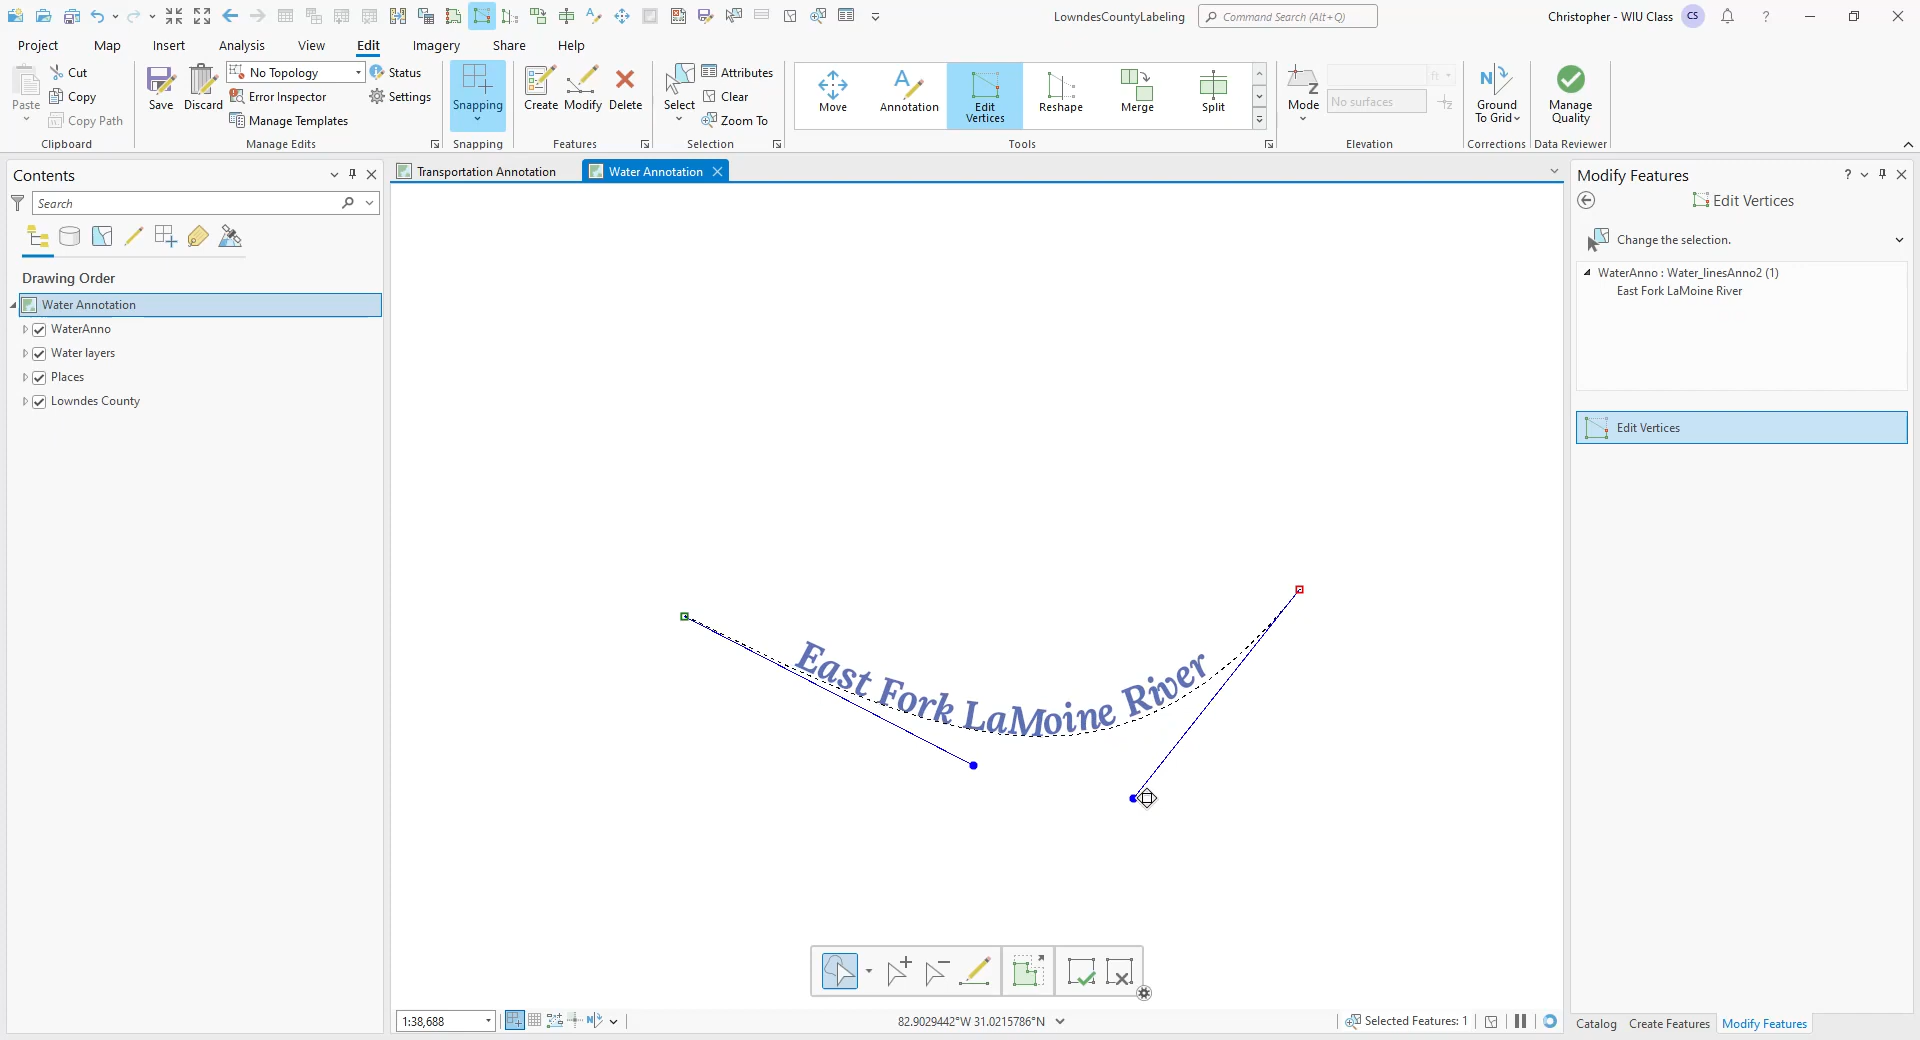 LowndesCountyLabeling
Command Search (Alt+Q)
Christopher - WIU Class
CS
?
Project
Map
Insert
Analysis
View
Edit
Imagery
Share
Help
Paste
Cut
Copy
Copy Path
Clipboard
Save
Discard
No Topology
Error Inspector
Manage Templates
Status
Settings
Manage Edits
Snapping
Snapping
Create
Modify
Delete
Features
Select
Attributes
Clear
Zoom To
Selection
Move
Annotation
Edit
Vertices
Reshape
Merge
Split
Tools
Mode
ft
No surfaces
Elevation
Ground
To Grid
Corrections
Manage
Quality
Data Reviewer
Contents
Search
Drawing Order
Water Annotation
WaterAnno
Water layers
Places
Lowndes County
Transportation Annotation
Water Annotation
East Fork LaMoine River
1:38,688
82.9029442°W 31.0215786°N
Selected Features: 1
Modify Features
?
Edit Vertices
Change the selection.
WaterAnno : Water_linesAnno2 (1)
East Fork LaMoine River
Edit Vertices
Catalog
Create Features
Modify Features